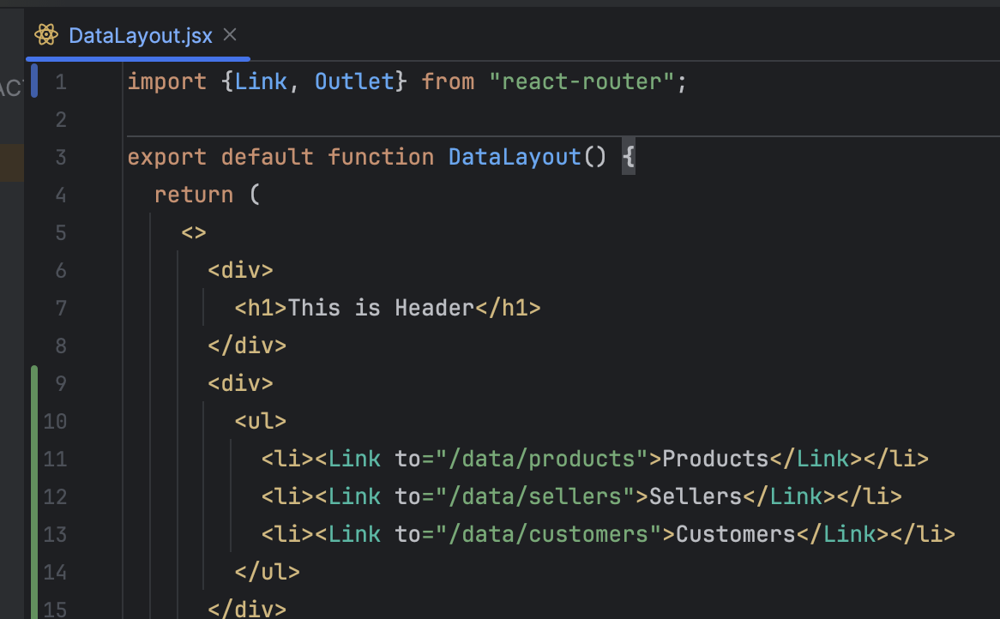 DataLayout.jsx
1 import {Link, Outlet} from "react-router";
2
3 export default function DataLayout() {
4 return (
5 <>
6 <div>
7 <h1>This is Header</h1>
8 </div>
9 <div>
10 <ul>
11 <li><Link to="/data/products">Products</Link></li>
12 <li><Link to="/data/sellers">Sellers</Link></li>
13 <li><Link to="/data/customers">Customers</Link></li>
14 </ul>
15 </div>